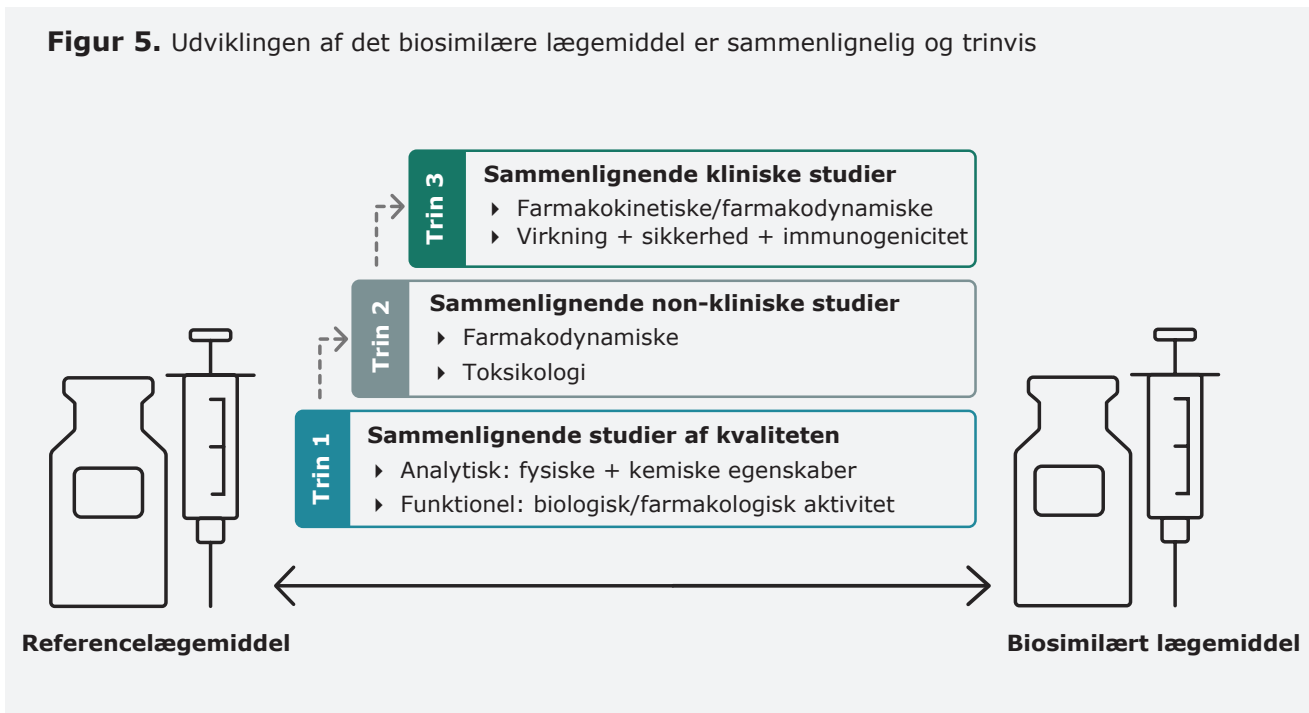 Figur 5. Udviklingen af det biosimilære lægemiddel er sammenlignelig og trinvis
Trin 3
Sammenlignende kliniske studier
Farmakokinetiske/farmakodynamiske
Virkning + sikkerhed + immunogenicitet
Trin 2
Sammenlignende non-kliniske studier
Farmakodynamiske
Toksikologi
Trin 1
Sammenlignende studier af kvaliteten
Analytisk: fysiske + kemiske egenskaber
Funktionel: biologisk/farmakologisk aktivitet
Referencelægemiddel
Biosimilært lægemiddel